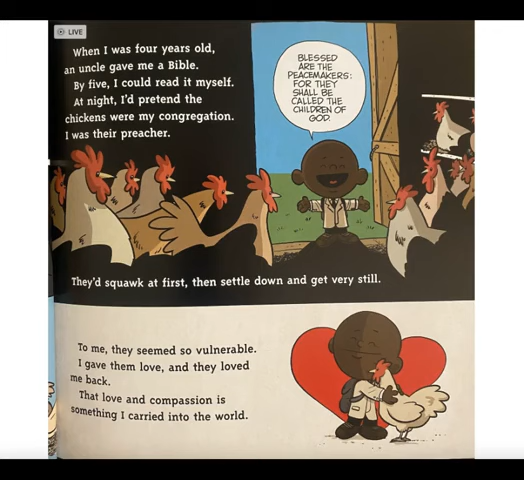 LIVE
When I was four years old,
an uncle gave me a Bible.
By five, I could read it myself.
At night, I'd pretend the
chickens were my congregation.
I was their preacher.
BLESSED
ARE THE
PEACEMAKERS:
FOR THEY
SHALL BE
CALLED THE
CHILDREN OF
GOD.
They'd squawk at first, then settle down and get very still.
To me, they seemed so vulnerable.
I gave them love, and they loved
me back.
That love and compassion is
something I carried into the world.